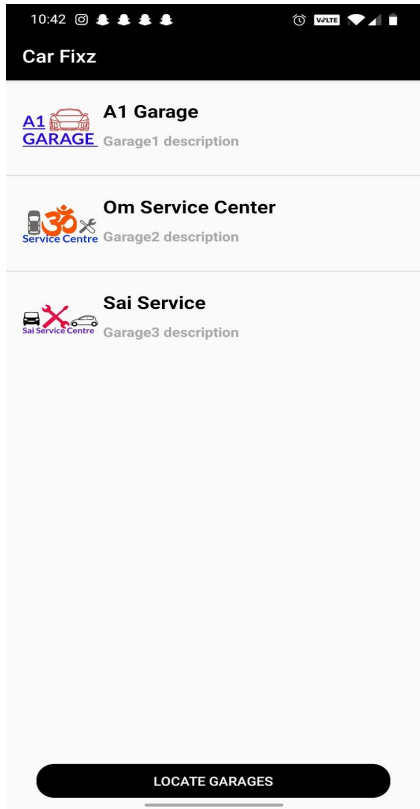 10:42
VoLTE
Car Fixz
A1
GARAGE
A1 Garage
Garage1 description
ॐ
Service Centre
Om Service Center
Garage2 description
Sai Service Centre
Sai Service
Garage3 description
LOCATE GARAGES